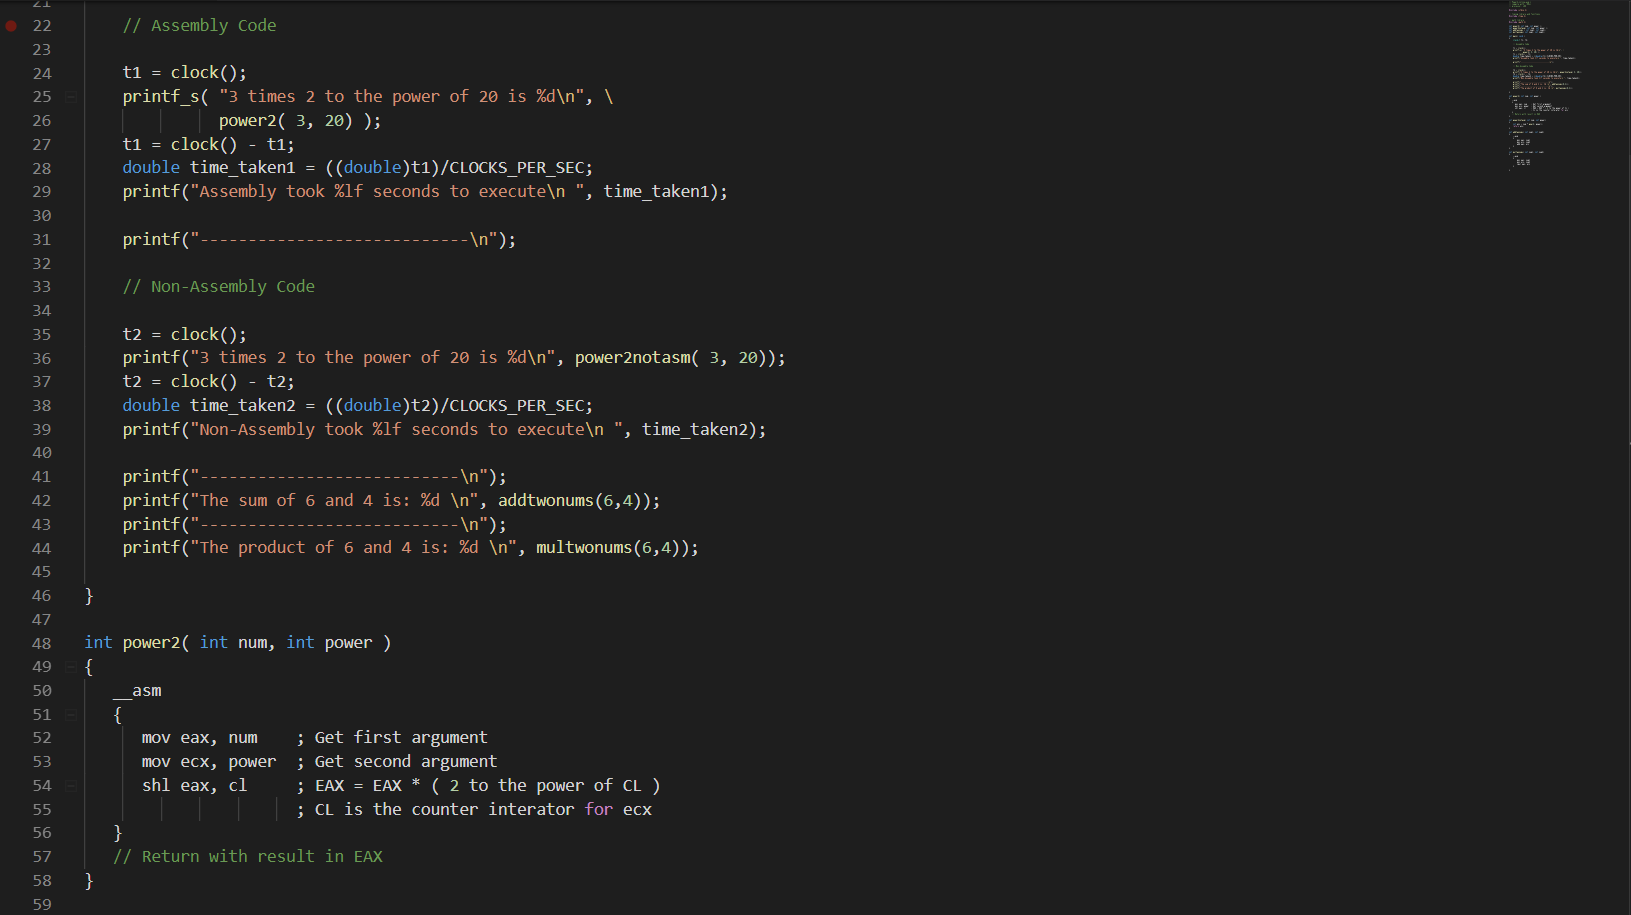 21
22 // Assembly Code
23
24 t1 = clock();
25 printf_s( "3 times 2 to the power of 20 is %d\n", \
26 power2( 3, 20) );
27 t1 = clock() - t1;
28 double time_taken1 = ((double)t1)/CLOCKS_PER_SEC;
29 printf("Assembly took %lf seconds to execute\n ", time_taken1);
30
31 printf("----------------------------\n");
32
33 // Non-Assembly Code
34
35 t2 = clock();
36 printf("3 times 2 to the power of 20 is %d\n", power2notasm( 3, 20));
37 t2 = clock() - t2;
38 double time_taken2 = ((double)t2)/CLOCKS_PER_SEC;
39 printf("Non-Assembly took %lf seconds to execute\n ", time_taken2);
40
41 printf("---------------------------\n");
42 printf("The sum of 6 and 4 is: %d \n", addtwonums(6,4));
43 printf("---------------------------\n");
44 printf("The product of 6 and 4 is: %d \n", multwonums(6,4));
45
46 }
47
48 int power2( int num, int power )
49 {
50 __asm
51 {
52 mov eax, num ; Get first argument
53 mov ecx, power ; Get second argument
54 shl eax, cl ; EAX = EAX * ( 2 to the power of CL )
55 ; CL is the counter interator for ecx
56 }
57 // Return with result in EAX
58 }
59